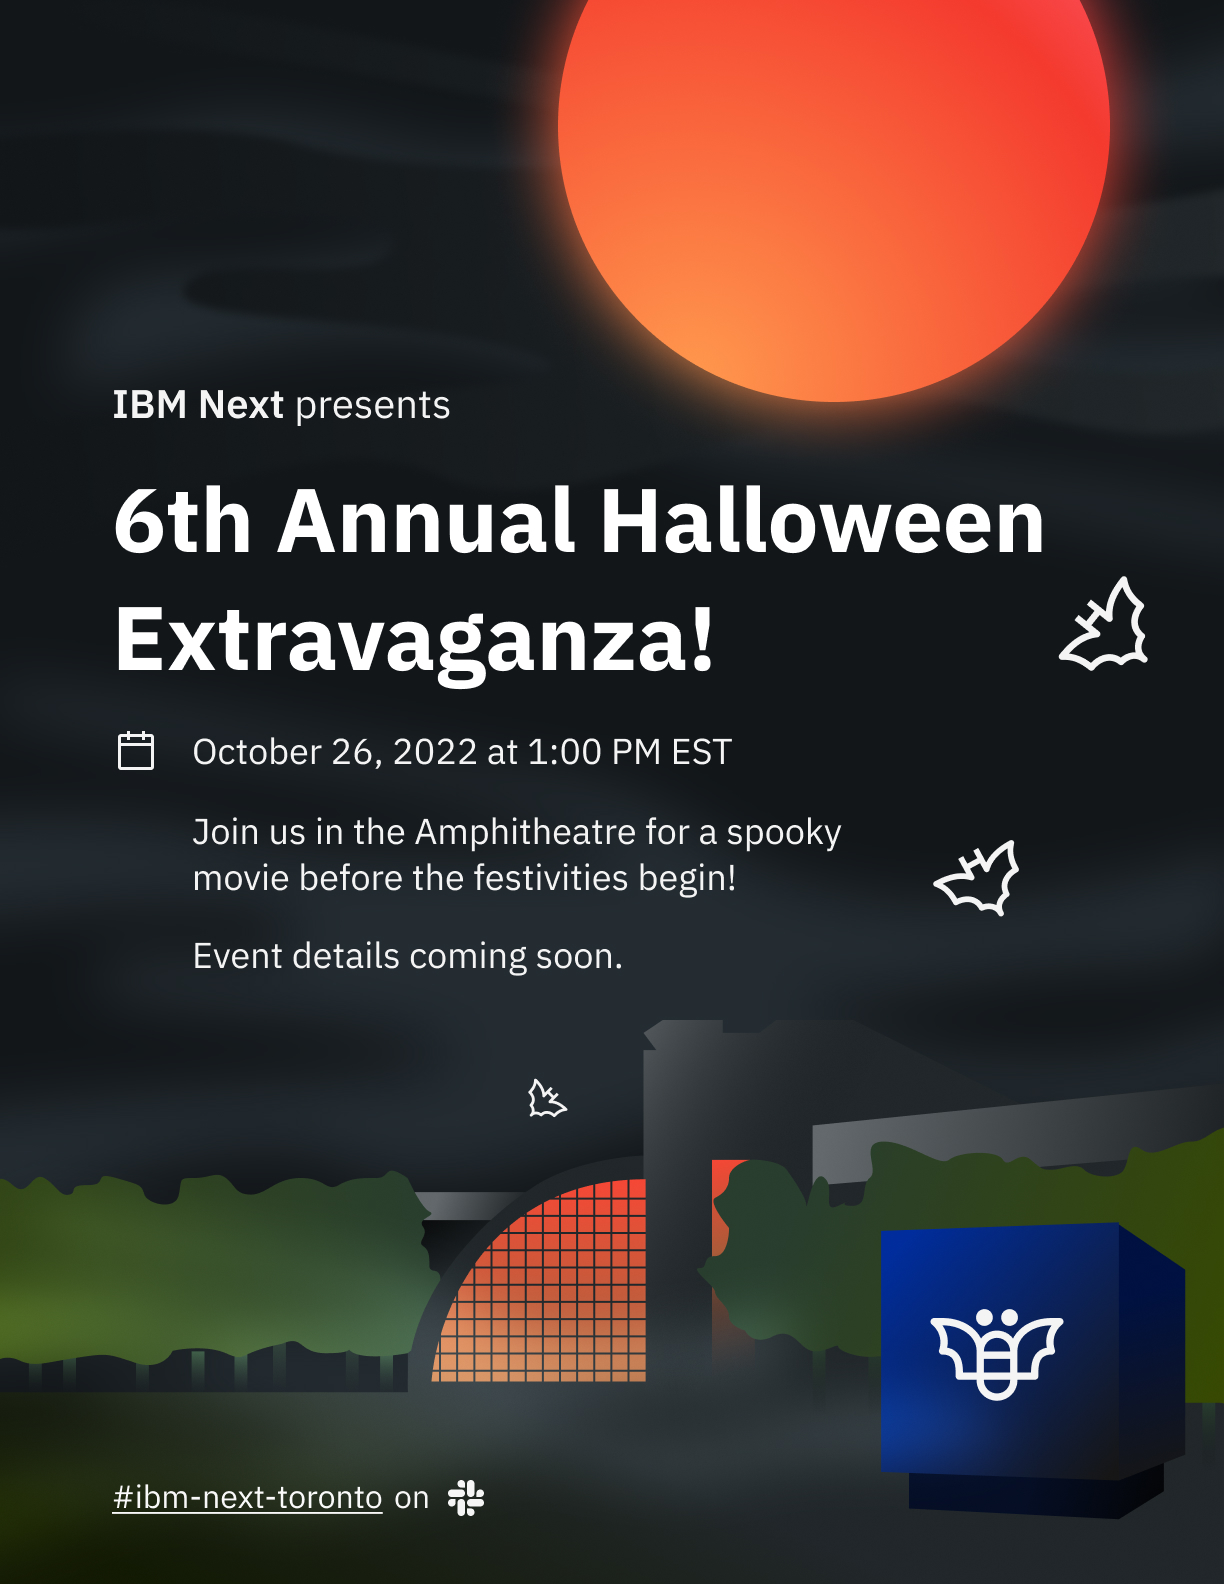 IBM Next presents
6th Annual Halloween
Extravaganza!
October 26, 2022 at 1:00 PM EST
Join us in the Amphitheatre for a spooky
movie before the festivities begin!
Event details coming soon.
#ibm-next-toronto on